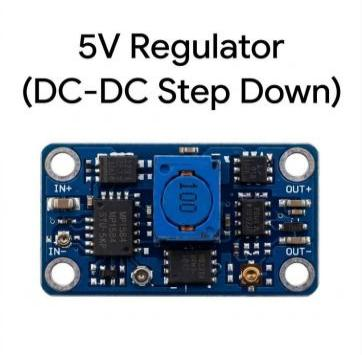 5V Regulator
(DC-DC Step Down)
IN+
OUT+
100
IN-
OUT-